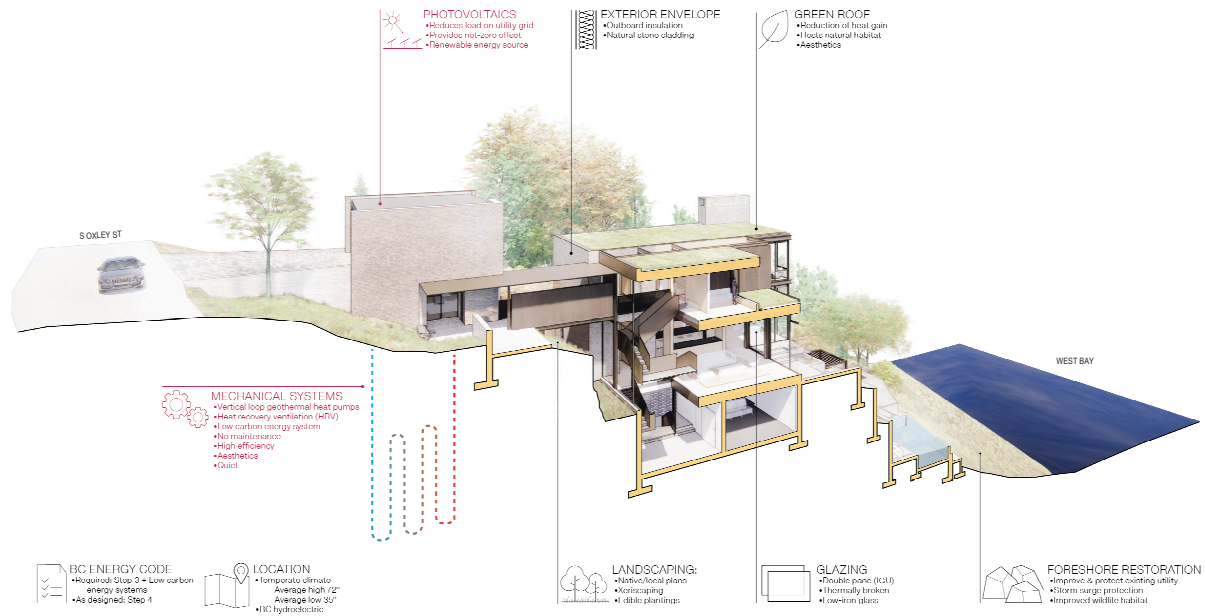 PHOTOVOLTAICS
•Reduces load on utility grid
•Provides net-zero offset
•Renewable energy source
EXTERIOR ENVELOPE
•Outboard insulation
•Natural stone cladding
GREEN ROOF
•Reduction of heat gain
•Hosts natural habitat
•Aesthetics
S OXLEY ST
WEST BAY
MECHANICAL SYSTEMS
•Vertical loop geothermal heat pumps
•Heat recovery ventilation (HRV)
•Low carbon energy system
•No maintenance
•High efficiency
•Aesthetics
•Quiet
BC ENERGY CODE
•Required: Step 3 + Low carbon
energy systems
•As designed: Step 4
LOCATION
•Temperate climate
Average high 72°
Average low 35°
•BC hydroelectric
LANDSCAPING:
•Native/local plans
•Xeriscaping
•Edible plantings
GLAZING
•Double pane (IGU)
•Thermally broken
•Low-iron glass
FORESHORE RESTORATION
•Improve & protect existing utility
•Storm surge protection
•Improved wildlife habitat